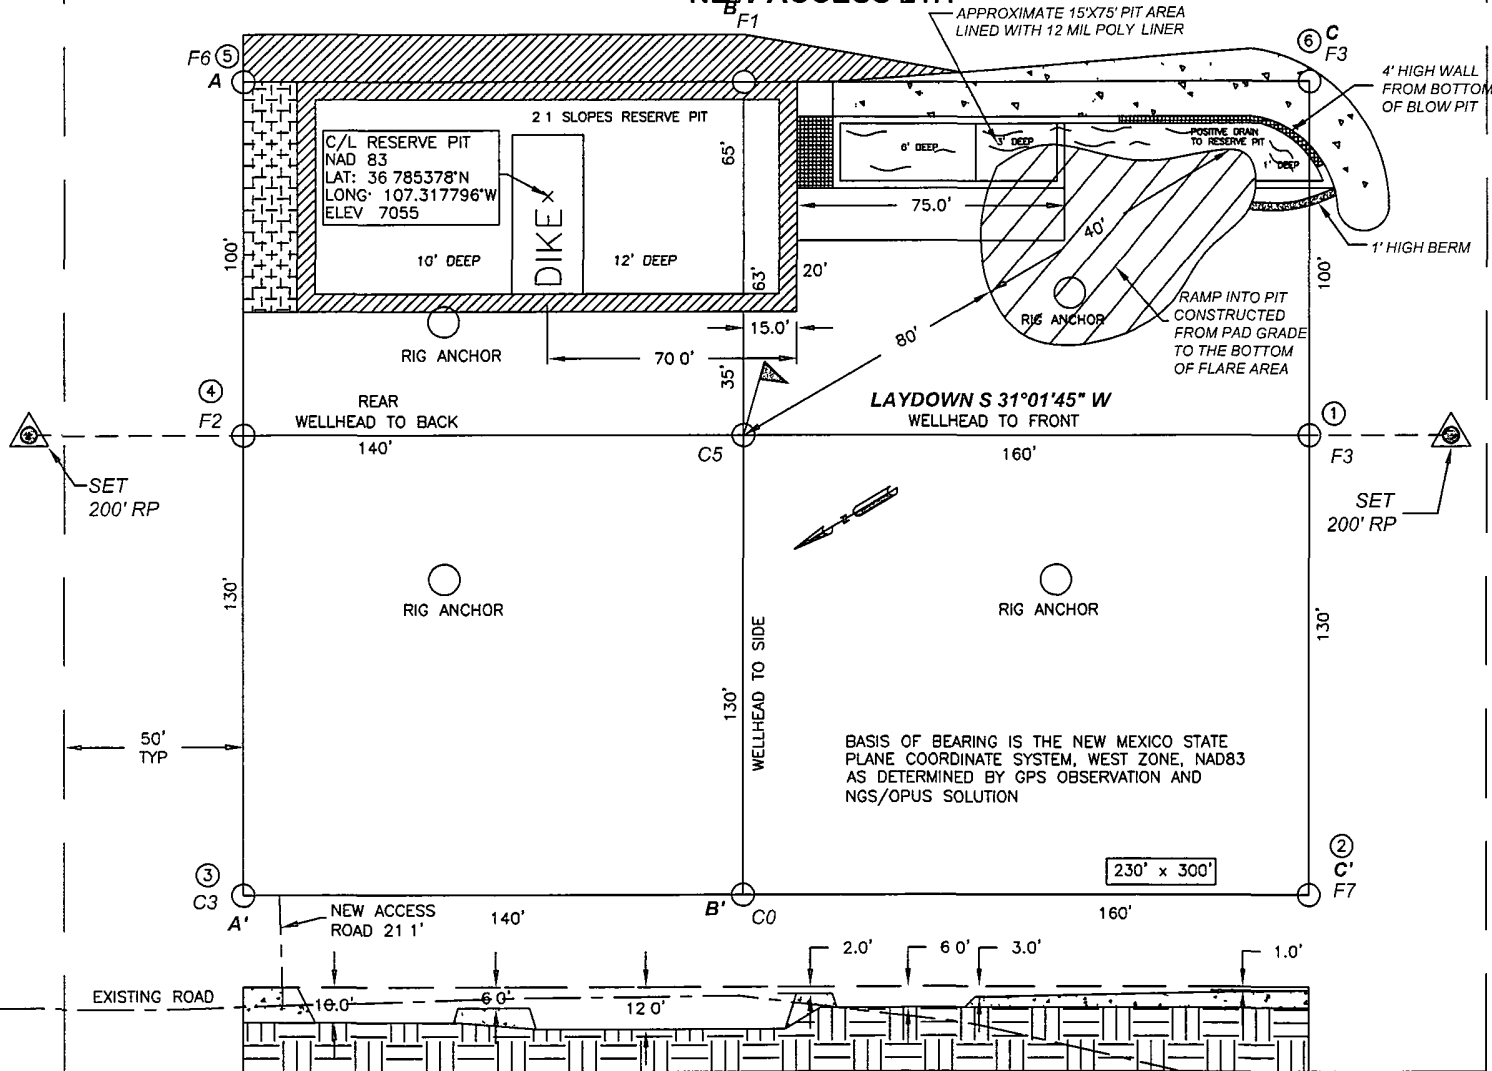 B
F1
APPROXIMATE 15'X75' PIT AREA
LINED WITH 12 MIL POLY LINER
F6 ⑤
A
⑥ C
F3
4' HIGH WALL
FROM BOTTOM
OF BLOW PIT
2 1 SLOPES RESERVE PIT
C/L RESERVE PIT
NAD 83
LAT: 36 785378°N
LONG· 107.317796°W
ELEV 7055
DIKE
x
65'
6' DEEP
3' DEEP
POSITIVE DRAIN
TO RESERVE PIT
1' DEEP
75.0'
40'
1' HIGH BERM
100'
10' DEEP
12' DEEP
63'
20'
100'
RAMP INTO PIT
CONSTRUCTED
FROM PAD GRADE
TO THE BOTTOM
OF FLARE AREA
RIG ANCHOR
RIG ANCHOR
15.0'
70 0'
35'
80'
④
F2
REAR
WELLHEAD TO BACK
140'
LAYDOWN S 31°01'45" W
WELLHEAD TO FRONT
160'
C5
①
F3
SET
200' RP
SET
200' RP
RIG ANCHOR
RIG ANCHOR
130'
130'
130'
WELLHEAD TO SIDE
50'
TYP
BASIS OF BEARING IS THE NEW MEXICO STATE
PLANE COORDINATE SYSTEM, WEST ZONE, NAD83
AS DETERMINED BY GPS OBSERVATION AND
NGS/OPUS SOLUTION
230' x 300'
②
C'
F7
③
C3
A'
NEW ACCESS
ROAD 21 1'
140'
B'
C0
160'
2.0'
6 0'
3.0'
1.0'
EXISTING ROAD
10.0'
6 0'
12 0'